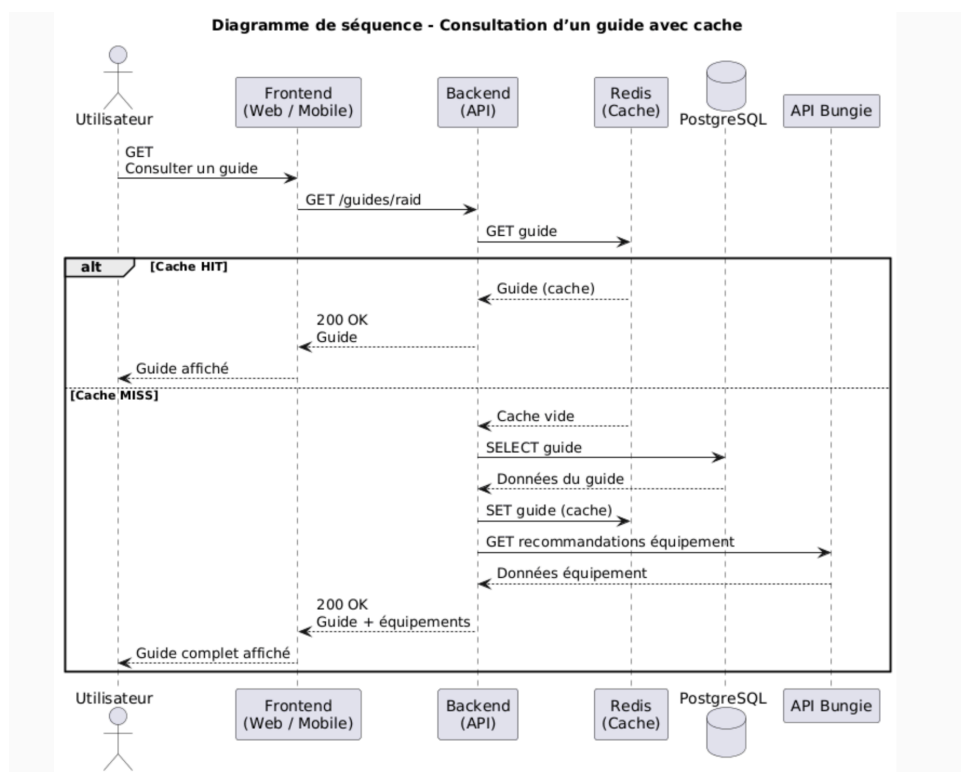 Diagramme de séquence - Consultation d’un guide avec cache
Utilisateur
Frontend
(Web / Mobile)
Backend
(API)
Redis
(Cache)
PostgreSQL
API Bungie
GET
Consulter un guide
GET /guides/raid
GET guide
alt
[Cache HIT]
Guide (cache)
200 OK
Guide
Guide affiché
[Cache MISS]
Cache vide
SELECT guide
Données du guide
SET guide (cache)
GET recommandations équipement
Données équipement
200 OK
Guide + équipements
Guide complet affiché
Utilisateur
Frontend
(Web / Mobile)
Backend
(API)
Redis
(Cache)
PostgreSQL
API Bungie